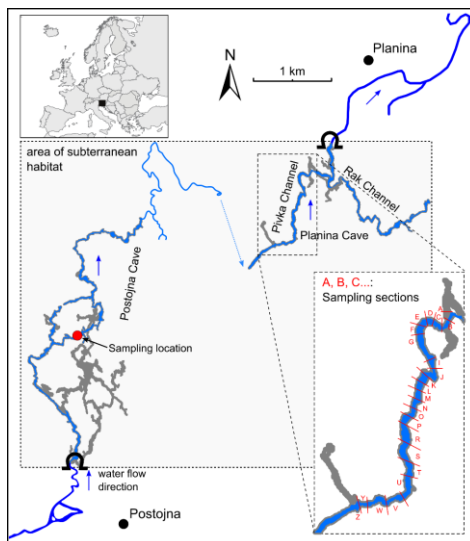 Planina
N
1 km
area of subterranean
habitat
Pivka Channel
Rak Channel
Planina Cave
Postojna Cave
A, B, C...:
Sampling sections
Sampling location
E
D
F
G
J
L
M
N
O
P
R
S
T
U
V
W
Y
Z
water flow
direction
Postojna